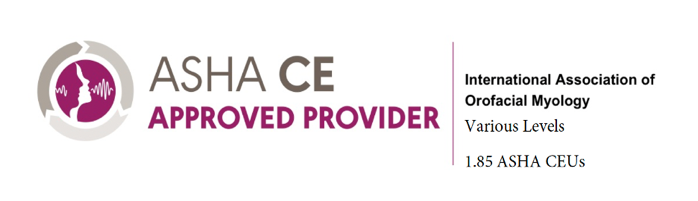 ASHA CE
APPROVED PROVIDER
International Association of
Orofacial Myology
Various Levels
1.85 ASHA CEUs